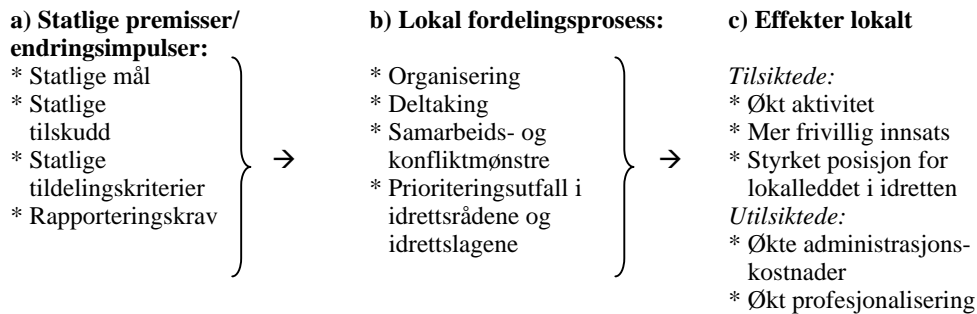 a) Statlige premisser/
endringsimpulser:
* Statlige mål
* Statlige
tilskudd
* Statlige
tildelingskriterier
* Rapporteringskrav
→
b) Lokal fordelingsprosess:
* Organisering
* Deltaking
* Samarbeids- og
konfliktmønstre
* Prioriteringsutfall i
idrettsrådene og
idrettslagene
→
c) Effekter lokalt
Tilsiktede:
* Økt aktivitet
* Mer frivillig innsats
* Styrket posisjon for
lokalleddet i idretten
Utilsiktede:
* Økte administrasjons-
kostnader
* Økt profesjonalisering